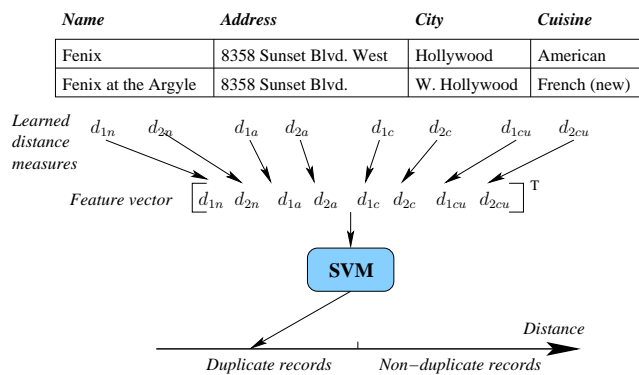 Name Address City Cuisine
Fenix 8358 Sunset Blvd. West Hollywood American
Fenix at the Argyle 8358 Sunset Blvd. W. Hollywood French (new)
Learned distance measures
d1n d2n d1a d2a d1c d2c d1cu d2cu
Feature vector [d1n d2n d1a d2a d1c d2c d1cu d2cu]T
SVM
Distance
Duplicate records Non−duplicate records